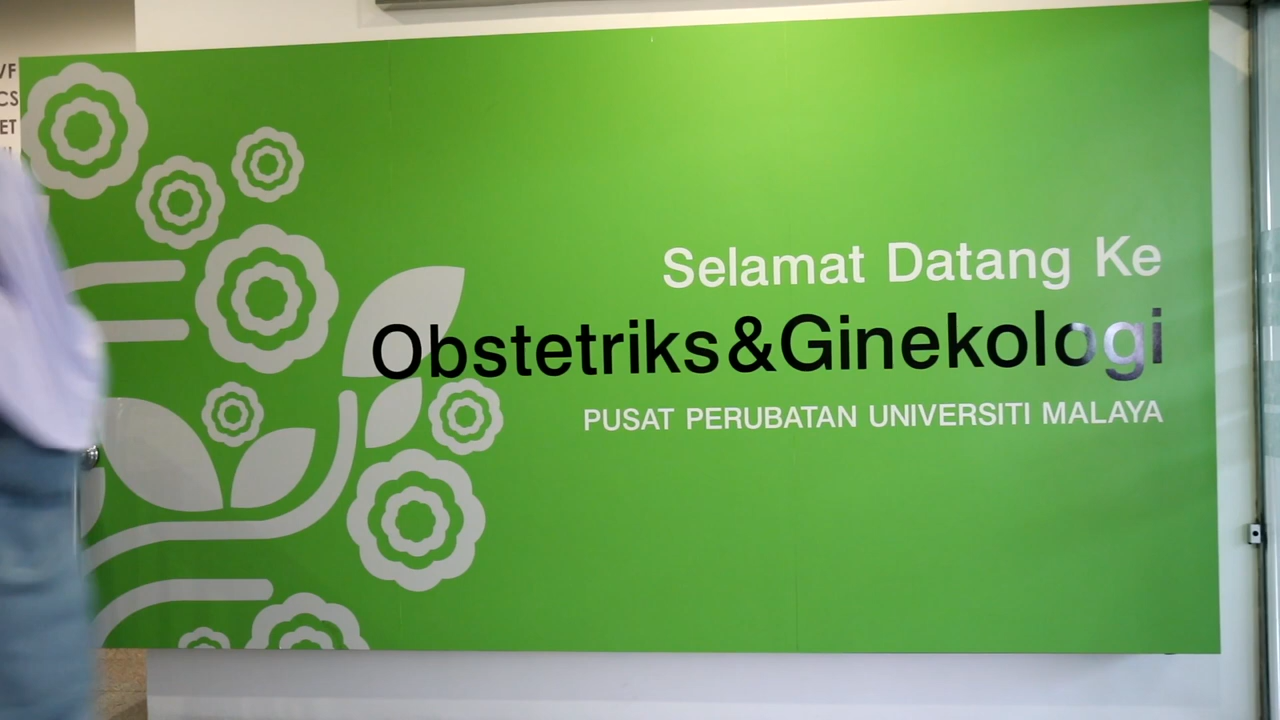 Selamat Datang Ke
Obstetriks&Ginekologi
PUSAT PERUBATAN UNIVERSITI MALAYA